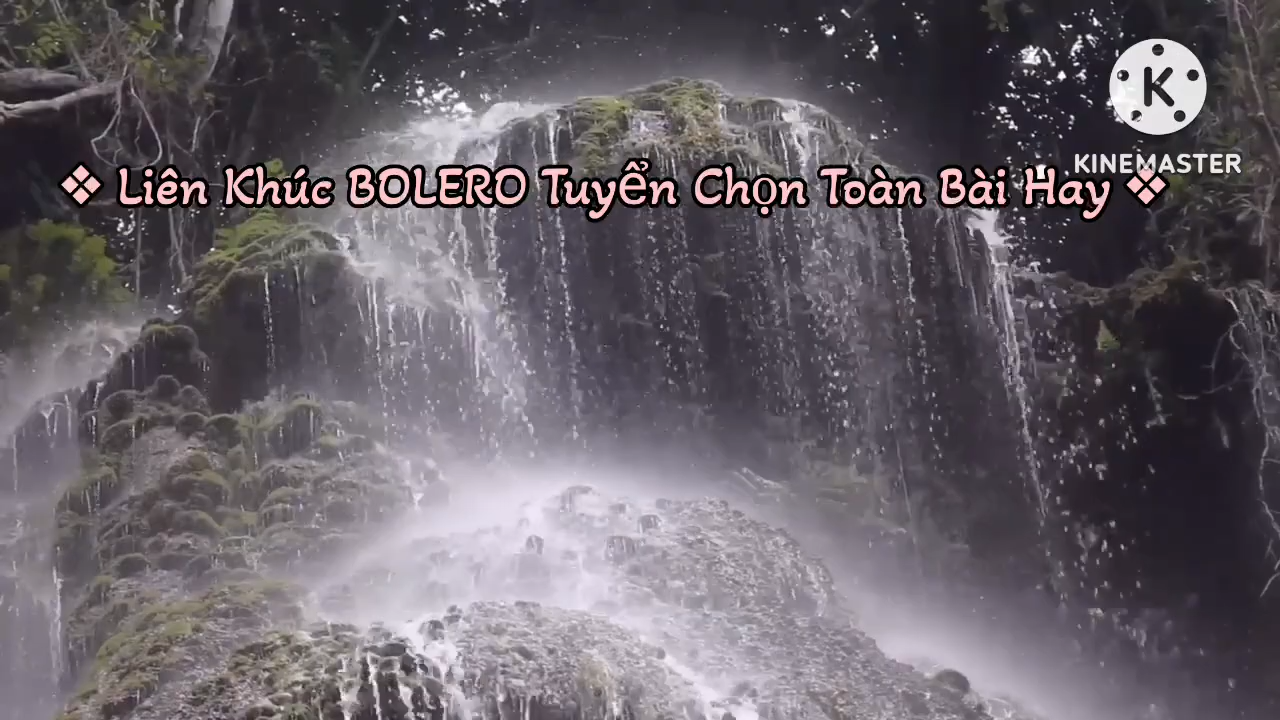 K
KINEMASTER
❖ Liên Khúc BOLERO Tuyển Chọn Toàn Bài Hay ❖